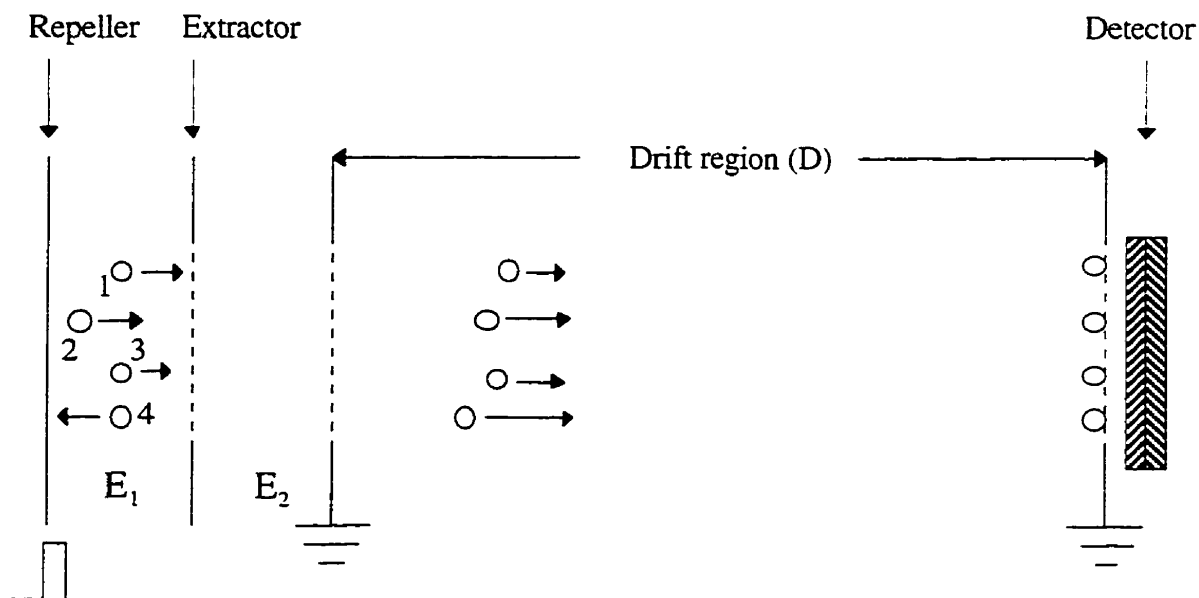 Repeller Extractor Detector
Drift region (D)
1
2 3
4
E₁ E₂